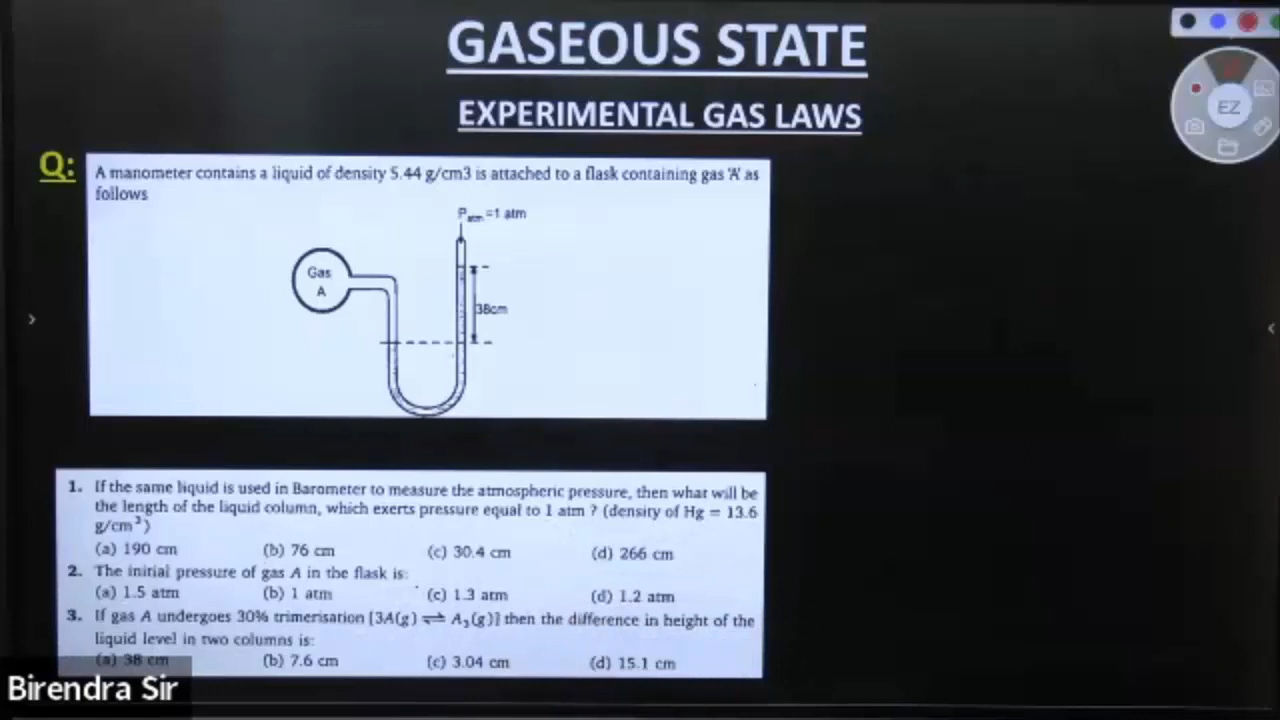 GASEOUS STATE
EXPERIMENTAL GAS LAWS
EZ
Q:
A manometer contains a liquid of density 5.44 g/cm3 is attached to a flask containing gas 'A' as
follows
Patm =1 atm
Gas
A
38cm
1. If the same liquid is used in Barometer to measure the atmospheric pressure, then what will be
the length of the liquid column, which exerts pressure equal to 1 atm ? (density of Hg = 13.6
g/cm³)
(a) 190 cm (b) 76 cm (c) 30.4 cm (d) 266 cm
2. The initial pressure of gas A in the flask is:
(a) 1.5 atm (b) 1 atm (c) 1.3 atm (d) 1.2 atm
3. If gas A undergoes 30% trimerisation [3A(g) ⇌ A₃(g)] then the difference in height of the
liquid level in two columns is:
(a) 38 cm (b) 7.6 cm (c) 3.04 cm (d) 15.1 cm
Birendra Sir